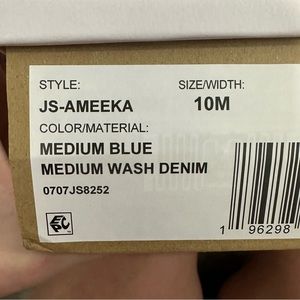 STYLE: SIZE/WIDTH:
JS-AMEEKA 10M
COLOR/MATERIAL:
MEDIUM BLUE
MEDIUM WASH DENIM
0707JS8252
1 96298